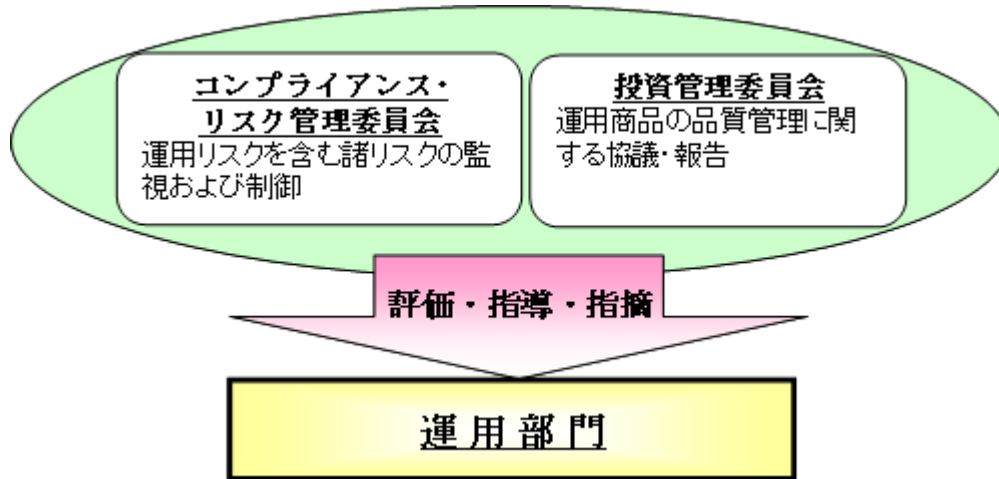 コンプライアンス・
リスク管理委員会
運用リスクを含む諸リスクの監
視および制御
投資管理委員会
運用商品の品質管理に関
する協議・報告
評価・指導・指摘
運用部門